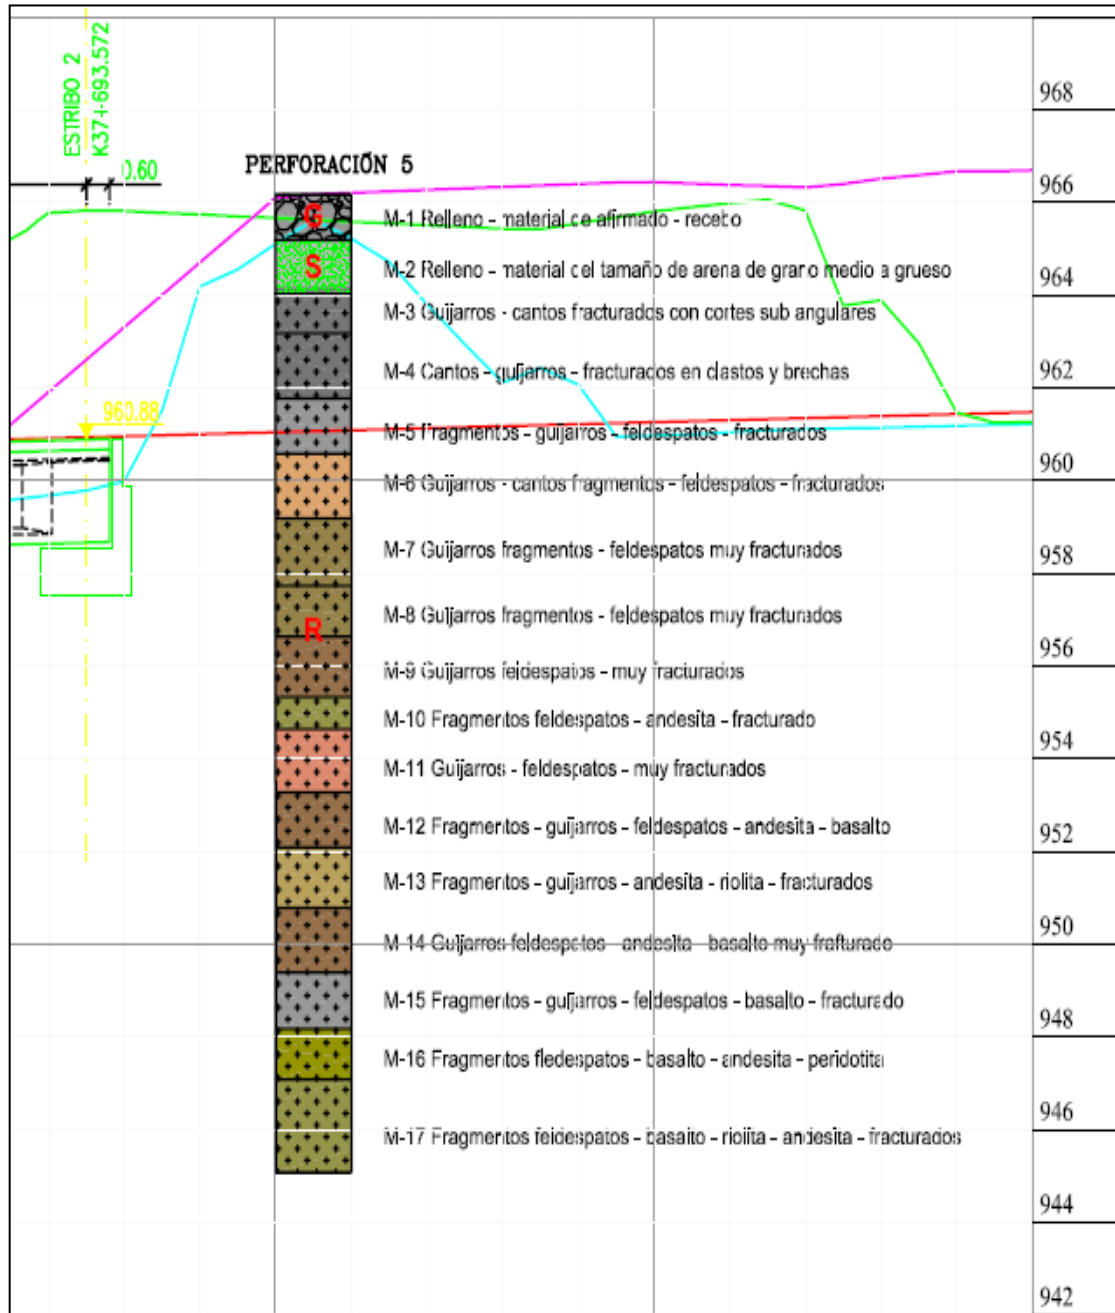 ESTRIBO 2
K37+693.572
0.60
PERFORACIÓN 5
968
966
G
M-1 Relleno - material de afirmado - recebo
S
M-2 Relleno - material del tamaño de arena de grano medio a grueso
964
M-3 Guijarros - cantos fracturados con cortes sub angulares
M-4 Cantos - guijarros - fracturados en clastos y brechas
962
960.88
M-5 Fragmentos - guijarros - feldespatos - fracturados
960
M-6 Guijarros - cantos fragmentos - feldespatos - fracturados
M-7 Guijarros fragmentos - feldespatos muy fracturados
958
M-8 Guijarros fragmentos - feldespatos muy fracturados
R
956
M-9 Guijarros feldespatos - muy fracturados
M-10 Fragmentos feldespatos - andesita - fracturado
954
M-11 Guijarros - feldespatos - muy fracturados
M-12 Fragmentos - guijarros - feldespatos - andesita - basalto
952
M-13 Fragmentos - guijarros - andesita - riolita - fracturados
950
M-14 Guijarros feldespatos - andesita - basalto muy frafturado
M-15 Fragmentos - guijarros - feldespatos - basalto - fracturado
948
M-16 Fragmentos fledespatos - basalto - andesita - peridotita
946
M-17 Fragmentos feldespatos - basalto - riolita - andesita - fracturados
944
942